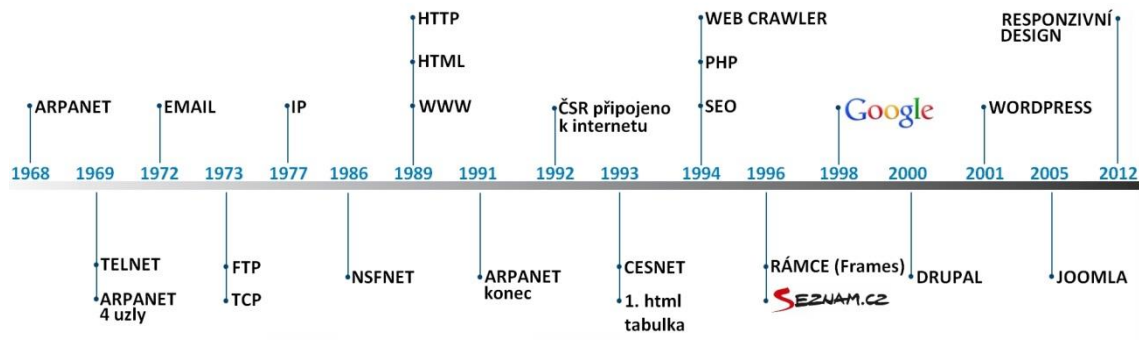 HTTP
WEB CRAWLER
RESPONZIVNÍ
DESIGN
HTML
PHP
ARPANET
EMAIL
IP
WWW
ČSR připojeno
k internetu
SEO
Google
WORDPRESS
1968 1969 1972 1973 1977 1986 1989 1991 1992 1993 1994 1996 1998 2000 2001 2005 2012
TELNET
ARPANET
4 uzly
FTP
TCP
NSFNET
ARPANET
konec
CESNET
1. html
tabulka
RÁMCE (Frames)
SEZNAM.CZ
DRUPAL
JOOMLA